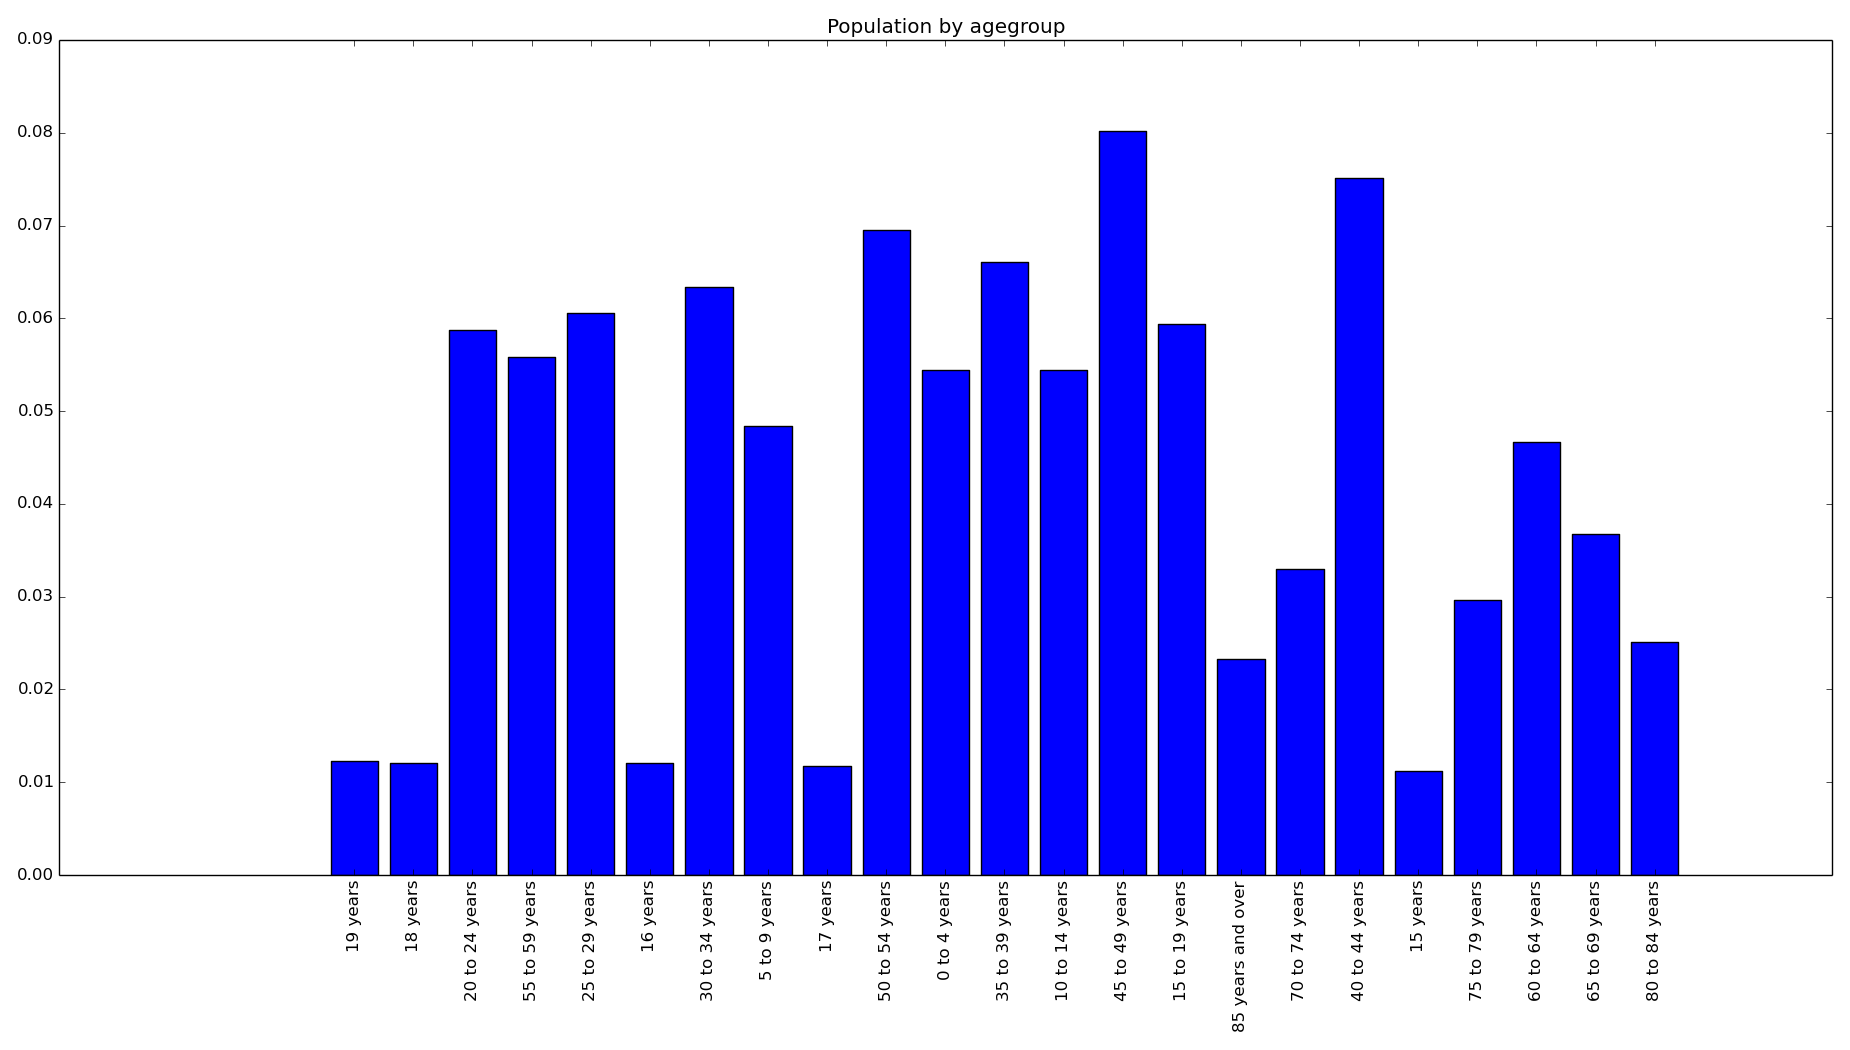 Population by agegroup
0.09
0.08
0.07
0.06
0.05
0.04
0.03
0.02
0.01
0.00
19 years
18 years
20 to 24 years
55 to 59 years
25 to 29 years
16 years
30 to 34 years
5 to 9 years
17 years
50 to 54 years
0 to 4 years
35 to 39 years
10 to 14 years
45 to 49 years
15 to 19 years
85 years and over
70 to 74 years
40 to 44 years
15 years
75 to 79 years
60 to 64 years
65 to 69 years
80 to 84 years